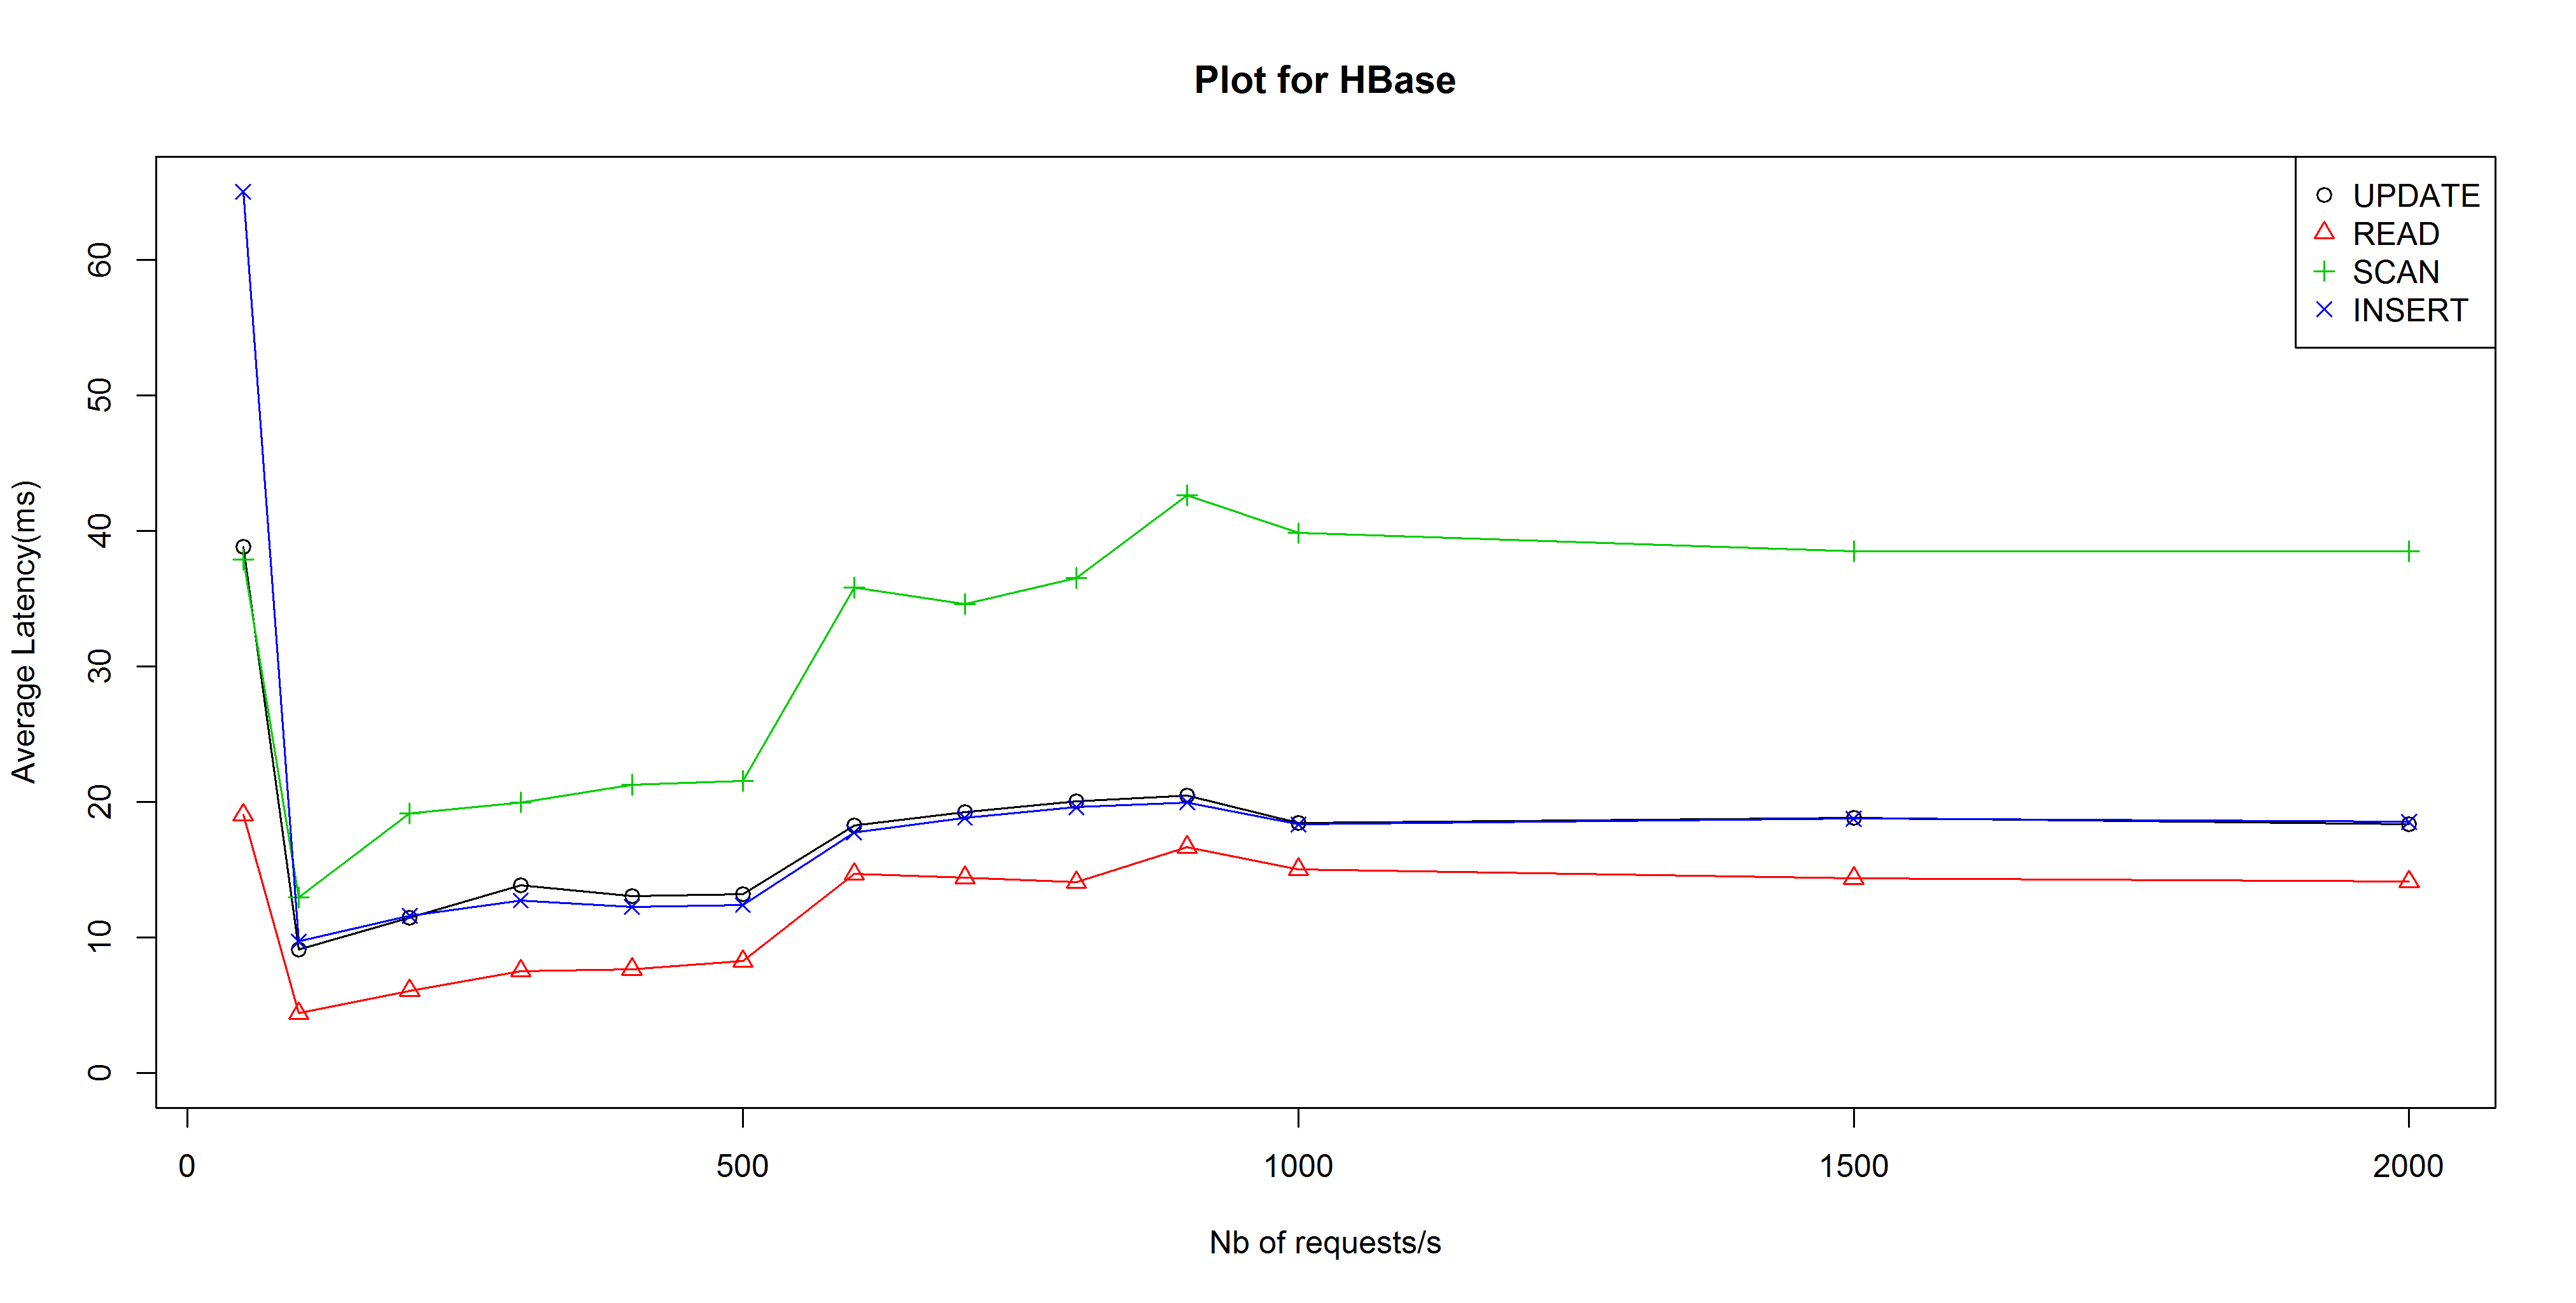 Plot for HBase
UPDATE
READ
SCAN
INSERT
Average Latency(ms)
60
50
40
30
20
10
0
0 500 1000 1500 2000
Nb of requests/s